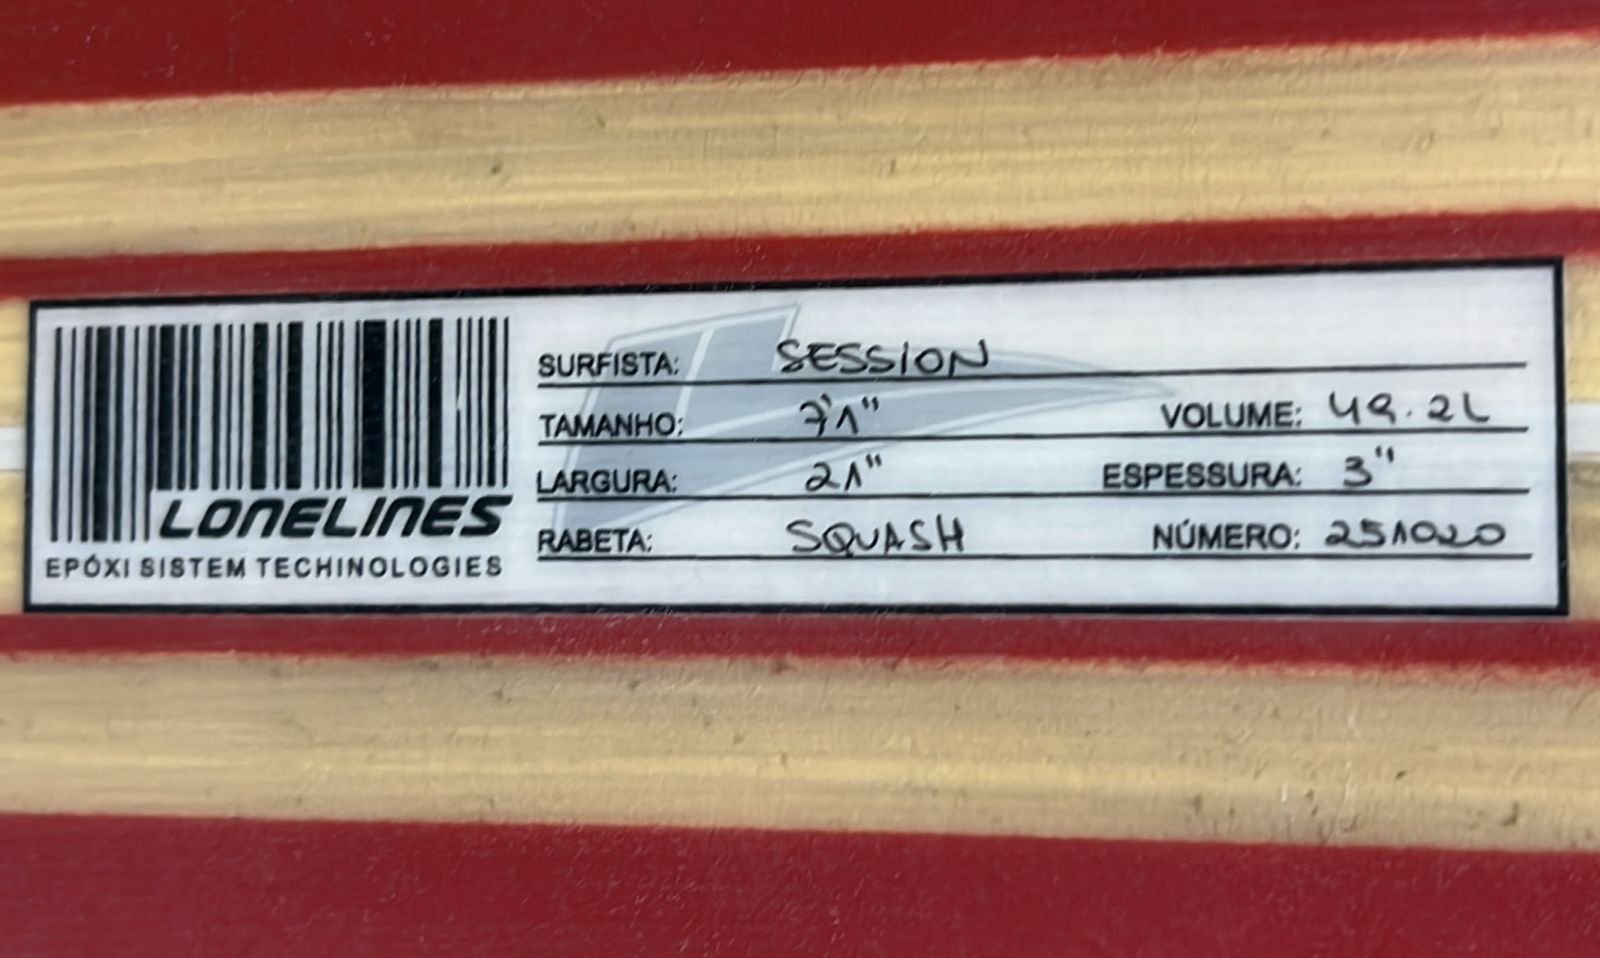 SURFISTA: SESSION
TAMANHO: 7'1" VOLUME: 49.2L
LARGURA: 21" ESPESSURA: 3"
RABETA: SQUASH NÚMERO: 251020
LONELINES
EPÓXI SISTEM TECHINOLOGIES